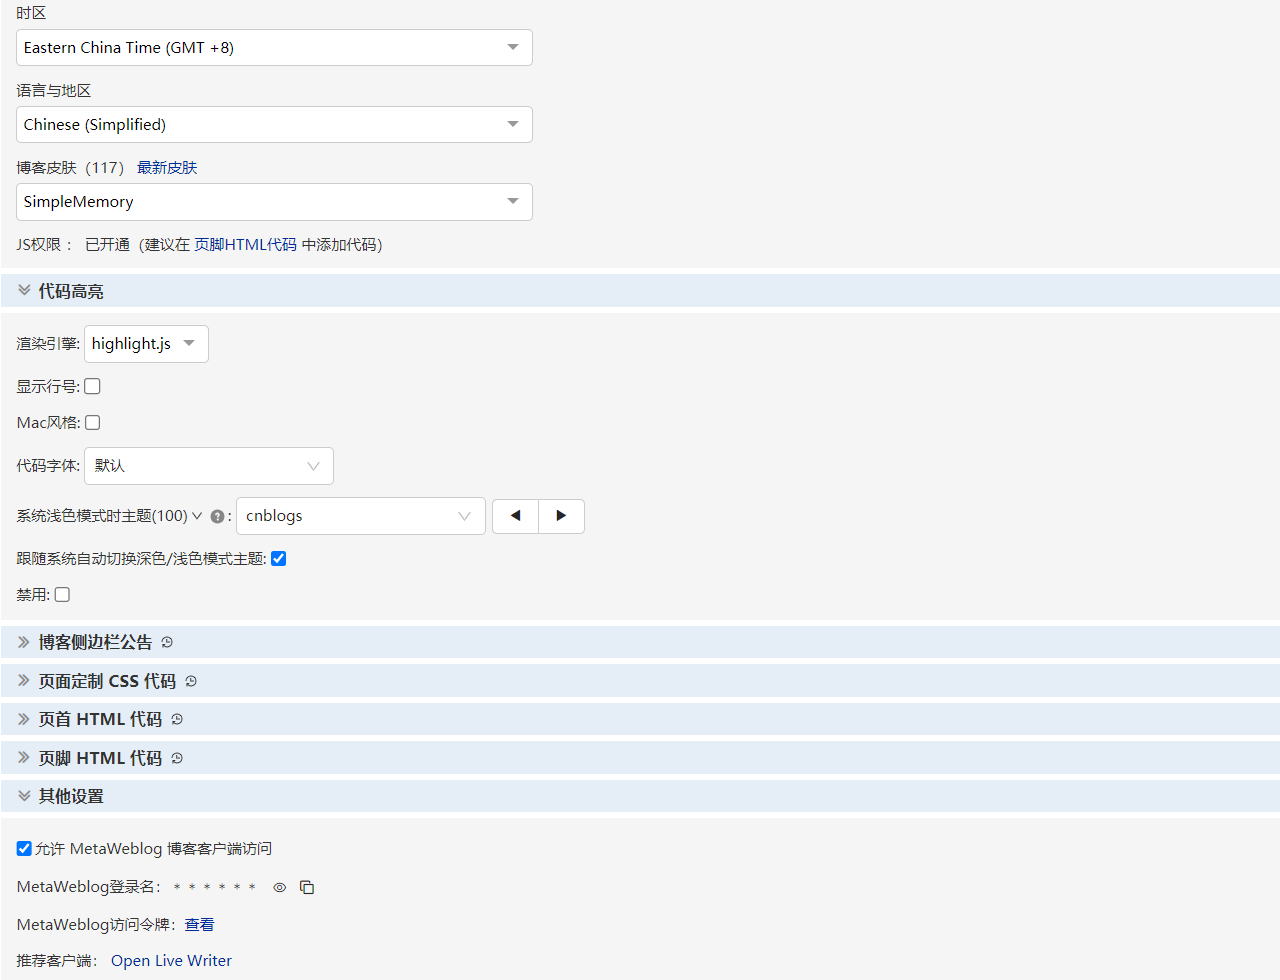 时区
Eastern China Time (GMT +8)
语言与地区
Chinese (Simplified)
博客皮肤（117） 最新皮肤
SimpleMemory
JS权限： 已开通（建议在 页脚HTML代码 中添加代码）
代码高亮
渲染引擎: highlight.js
显示行号:
Mac风格:
代码字体: 默认
系统浅色模式时主题(100) ? : cnblogs ◀ ▶
跟随系统自动切换深色/浅色模式主题:
禁用:
博客侧边栏公告
页面定制 CSS 代码
页首 HTML 代码
页脚 HTML 代码
其他设置
允许 MetaWeblog 博客客户端访问
MetaWeblog登录名： * * * * * *
MetaWeblog访问令牌： 查看
推荐客户端： Open Live Writer